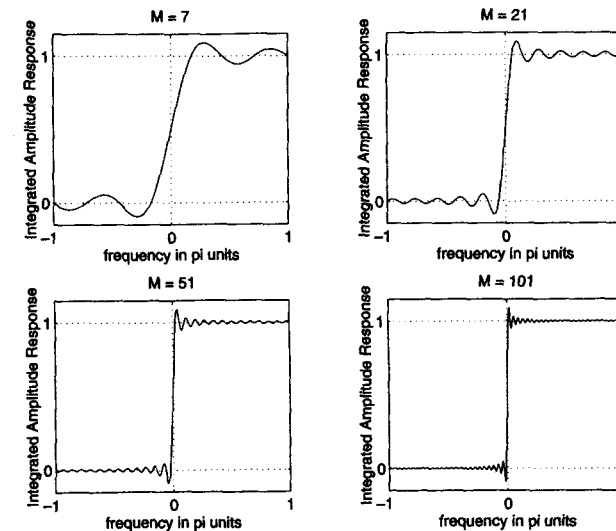 M = 7
Integrated Amplitude Response
1
0
−1
0
1
frequency in pi units
M = 21
Integrated Amplitude Response
1
0
−1
0
frequency in pi units
M = 51
Integrated Amplitude Response
1
0
−1
0
1
frequency in pi units
M = 101
Integrated Amplitude Response
1
0
−1
0
frequency in pi units